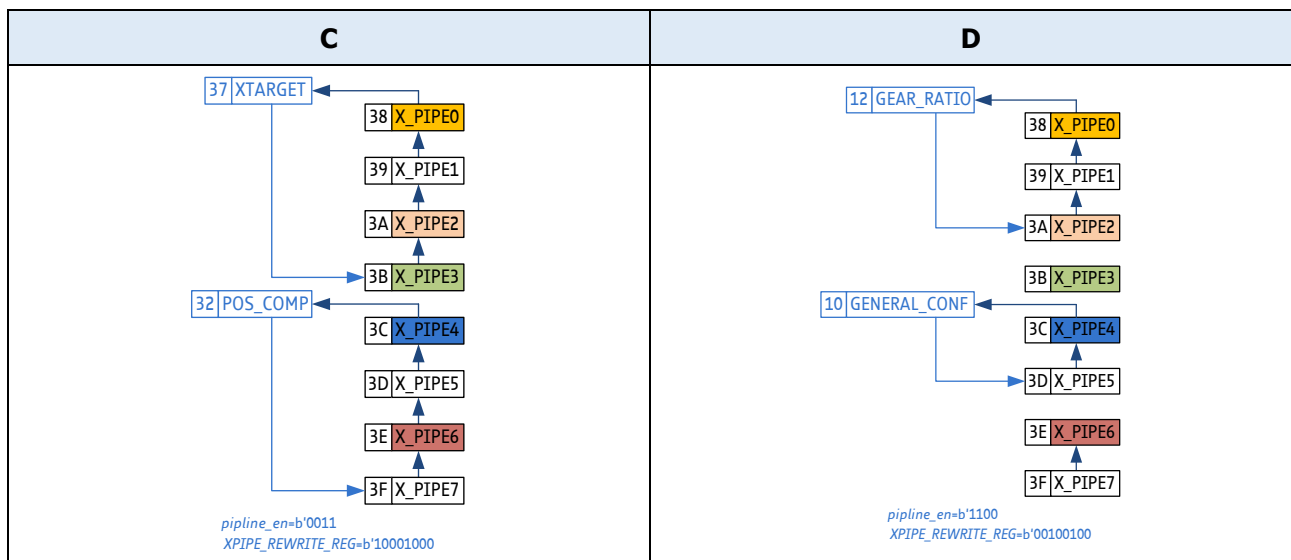 C
D
37 XTARGET
38 X_PIPE0
39 X_PIPE1
3A X_PIPE2
3B X_PIPE3
32 POS_COMP
3C X_PIPE4
3D X_PIPE5
3E X_PIPE6
3F X_PIPE7
pipline_en=b'0011
XPIPE_REWRITE_REG=b'10001000
12 GEAR_RATIO
38 X_PIPE0
39 X_PIPE1
3A X_PIPE2
3B X_PIPE3
10 GENERAL_CONF
3C X_PIPE4
3D X_PIPE5
3E X_PIPE6
3F X_PIPE7
pipline_en=b'1100
XPIPE_REWRITE_REG=b'00100100